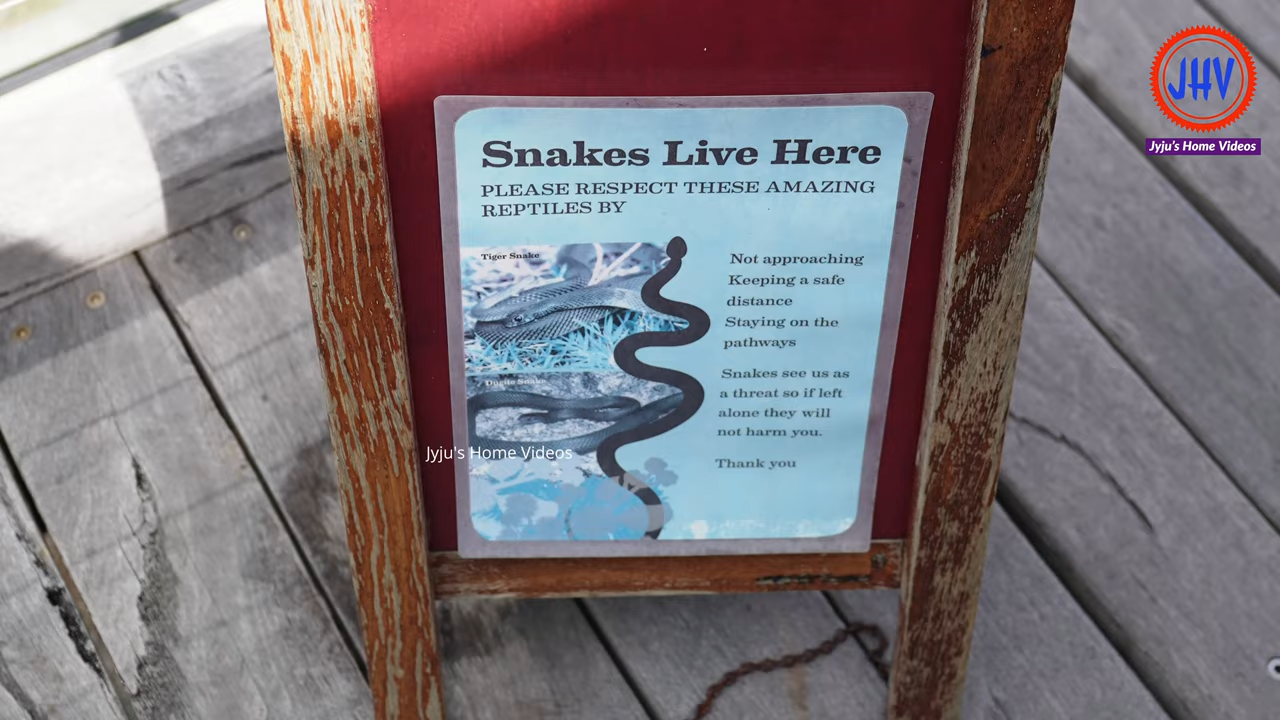 JHV
Jyju's Home Videos
Snakes Live Here
PLEASE RESPECT THESE AMAZING
REPTILES BY
Tiger Snake
Not approaching
Keeping a safe
distance
Staying on the
pathways
Dugite Snake
Snakes see us as
a threat so if left
alone they will
not harm you.
Thank you
Jyju's Home Videos